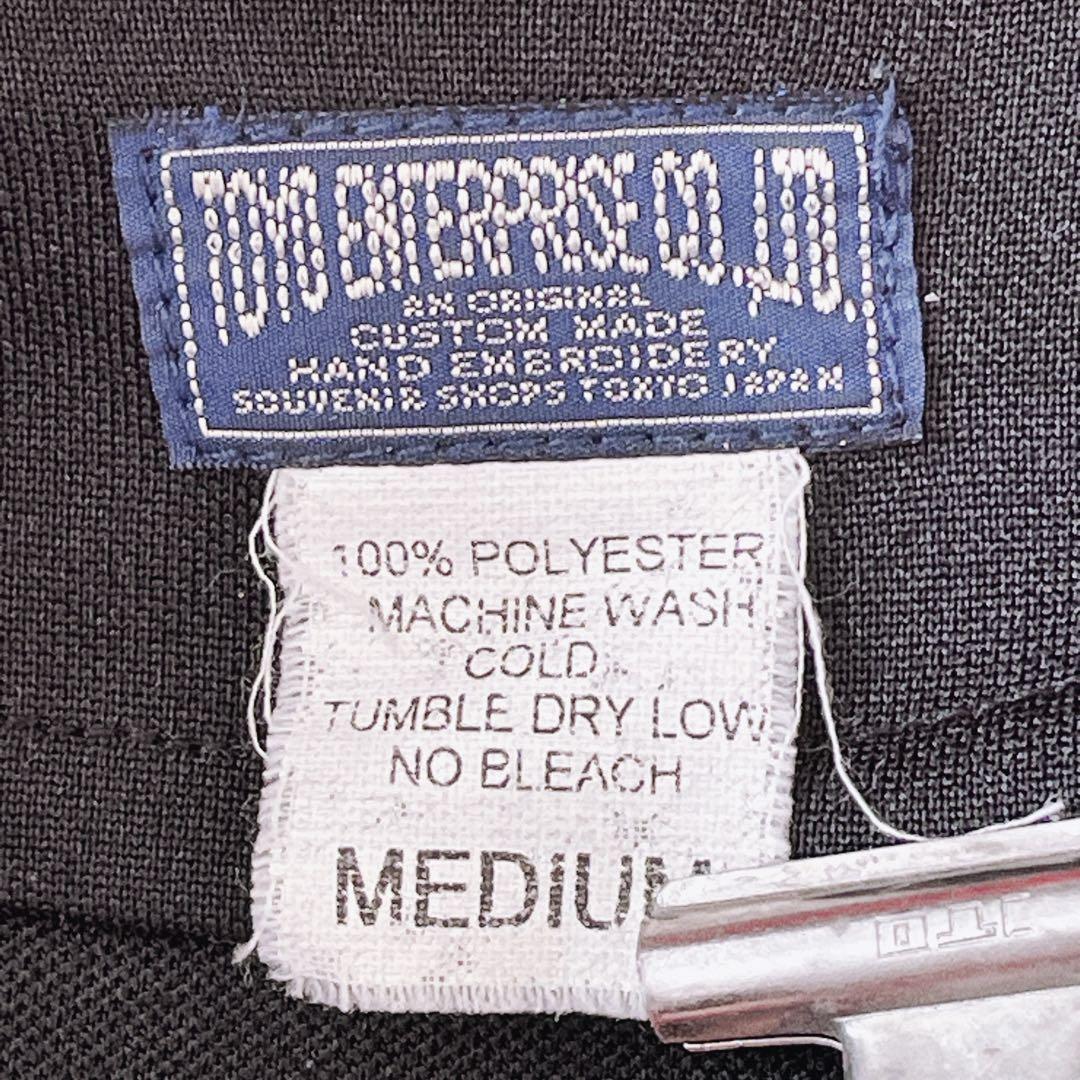 TOYO ENTERPRISE CO., LTD.
AN ORIGINAL
CUSTOM MADE
HAND EMBROIDERY
SOUVENIR SHOPS TOKYO JAPAN
100% POLYESTER
MACHINE WASH
COLD
TUMBLE DRY LOW
NO BLEACH
MEDIUM